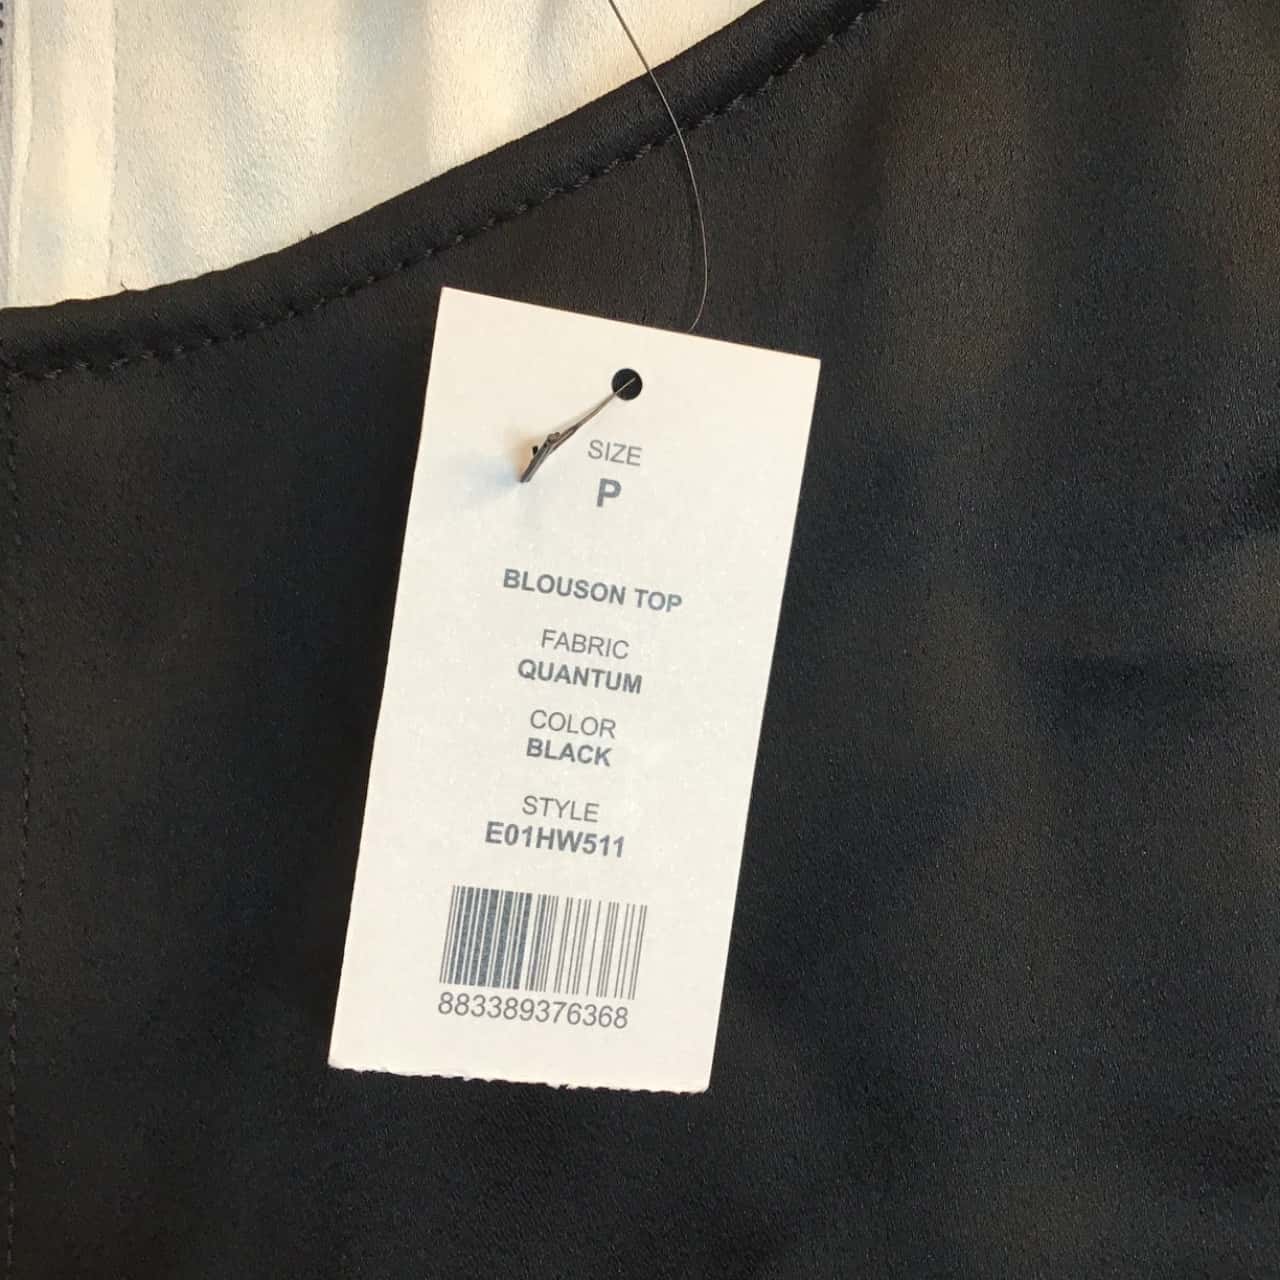 SIZE
P
BLOUSON TOP
FABRIC
QUANTUM
COLOR
BLACK
STYLE
E01HW511
883389376368